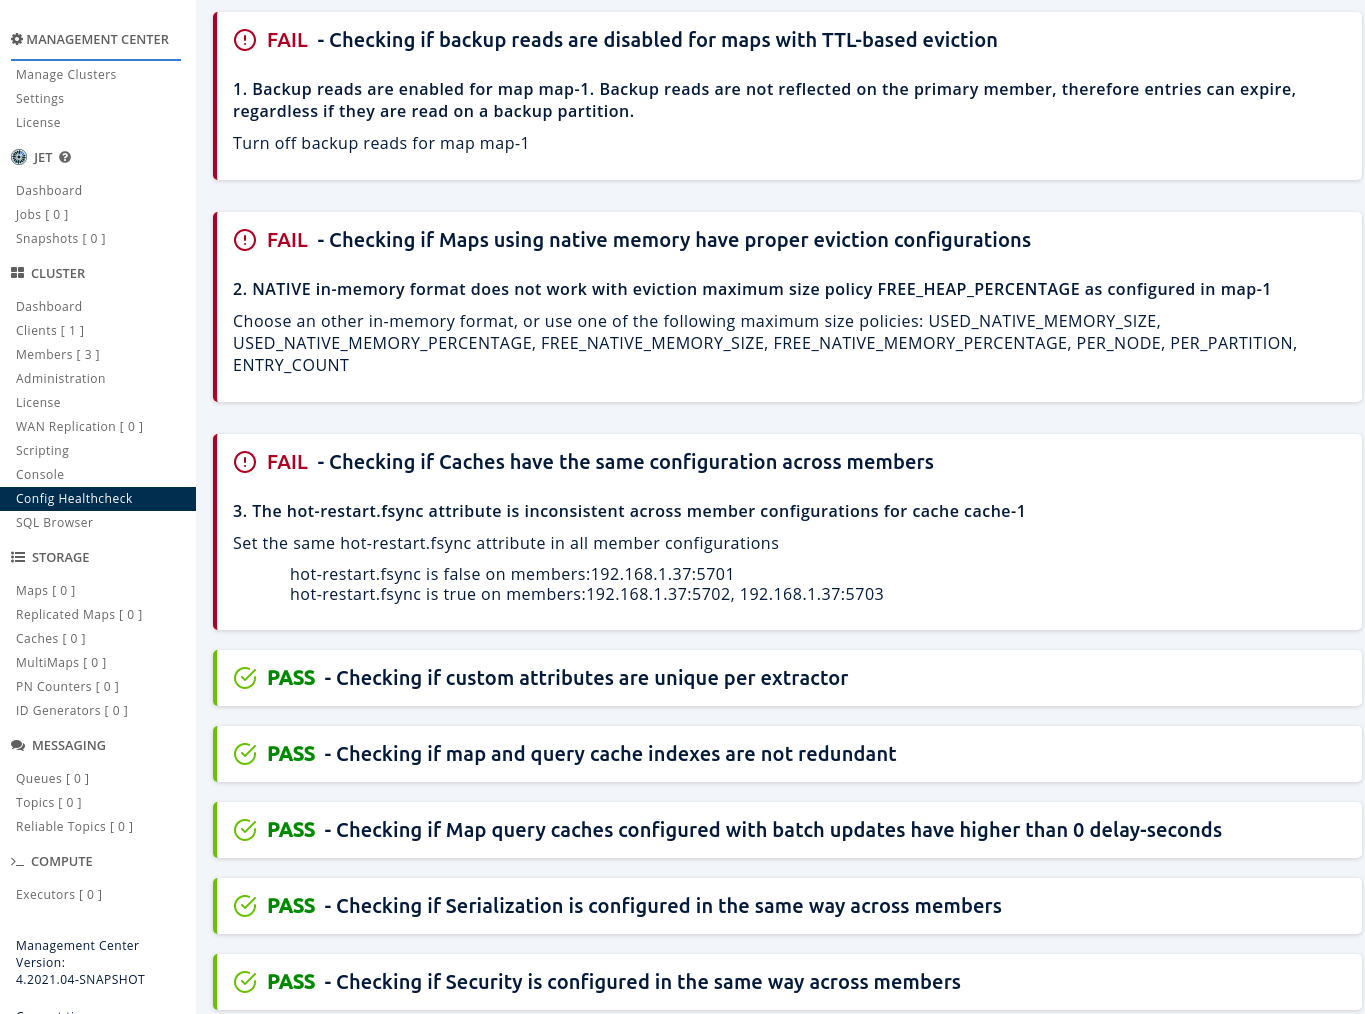 MANAGEMENT CENTER
Manage Clusters
Settings
License
JET
Dashboard
Jobs [ 0 ]
Snapshots [ 0 ]
CLUSTER
Dashboard
Clients [ 1 ]
Members [ 3 ]
Administration
License
WAN Replication [ 0 ]
Scripting
Console
Config Healthcheck
SQL Browser
STORAGE
Maps [ 0 ]
Replicated Maps [ 0 ]
Caches [ 0 ]
MultiMaps [ 0 ]
PN Counters [ 0 ]
ID Generators [ 0 ]
MESSAGING
Queues [ 0 ]
Topics [ 0 ]
Reliable Topics [ 0 ]
COMPUTE
Executors [ 0 ]
Management Center
Version:
4.2021.04-SNAPSHOT
FAIL - Checking if backup reads are disabled for maps with TTL-based eviction
1. Backup reads are enabled for map map-1. Backup reads are not reflected on the primary member, therefore entries can expire,
regardless if they are read on a backup partition.
Turn off backup reads for map map-1
FAIL - Checking if Maps using native memory have proper eviction configurations
2. NATIVE in-memory format does not work with eviction maximum size policy FREE_HEAP_PERCENTAGE as configured in map-1
Choose an other in-memory format, or use one of the following maximum size policies: USED_NATIVE_MEMORY_SIZE,
USED_NATIVE_MEMORY_PERCENTAGE, FREE_NATIVE_MEMORY_SIZE, FREE_NATIVE_MEMORY_PERCENTAGE, PER_NODE, PER_PARTITION,
ENTRY_COUNT
FAIL - Checking if Caches have the same configuration across members
3. The hot-restart.fsync attribute is inconsistent across member configurations for cache cache-1
Set the same hot-restart.fsync attribute in all member configurations
hot-restart.fsync is false on members:192.168.1.37:5701
hot-restart.fsync is true on members:192.168.1.37:5702, 192.168.1.37:5703
PASS - Checking if custom attributes are unique per extractor
PASS - Checking if map and query cache indexes are not redundant
PASS - Checking if Map query caches configured with batch updates have higher than 0 delay-seconds
PASS - Checking if Serialization is configured in the same way across members
PASS - Checking if Security is configured in the same way across members